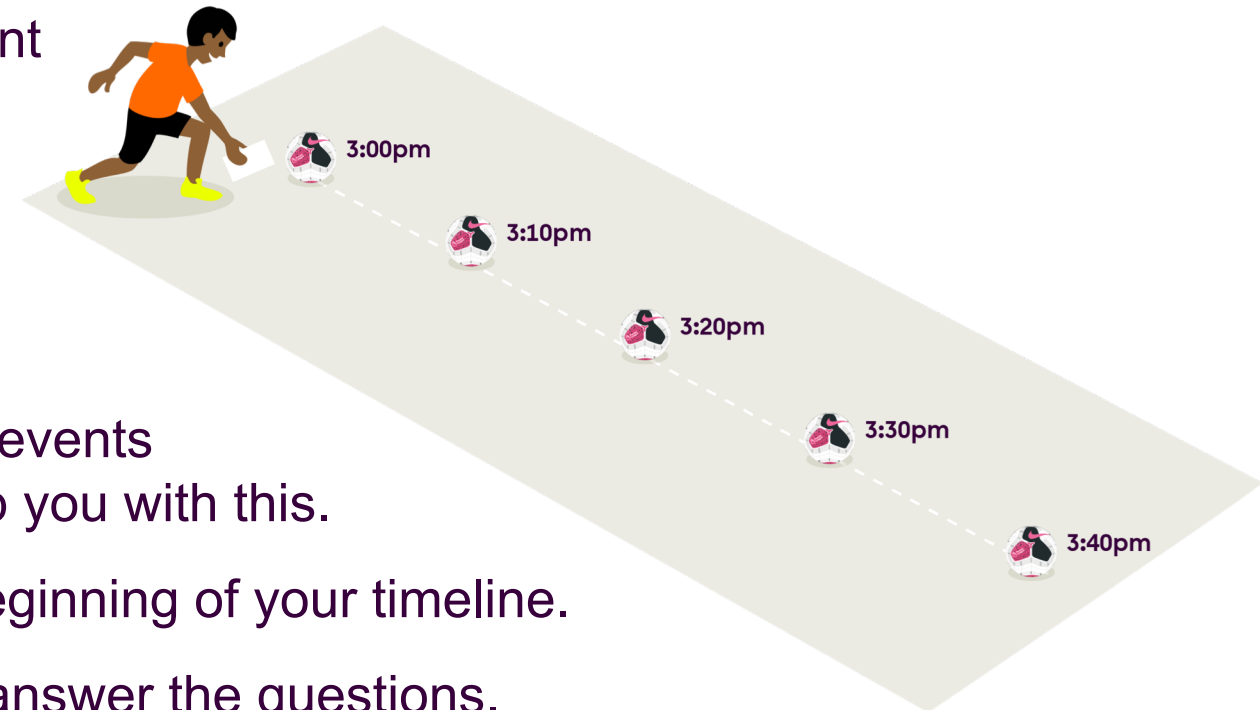 nt
3:00pm
3:10pm
3:20pm
3:30pm
events
3:40pm
o you with this.
eginning of your timeline.
answer the questions.